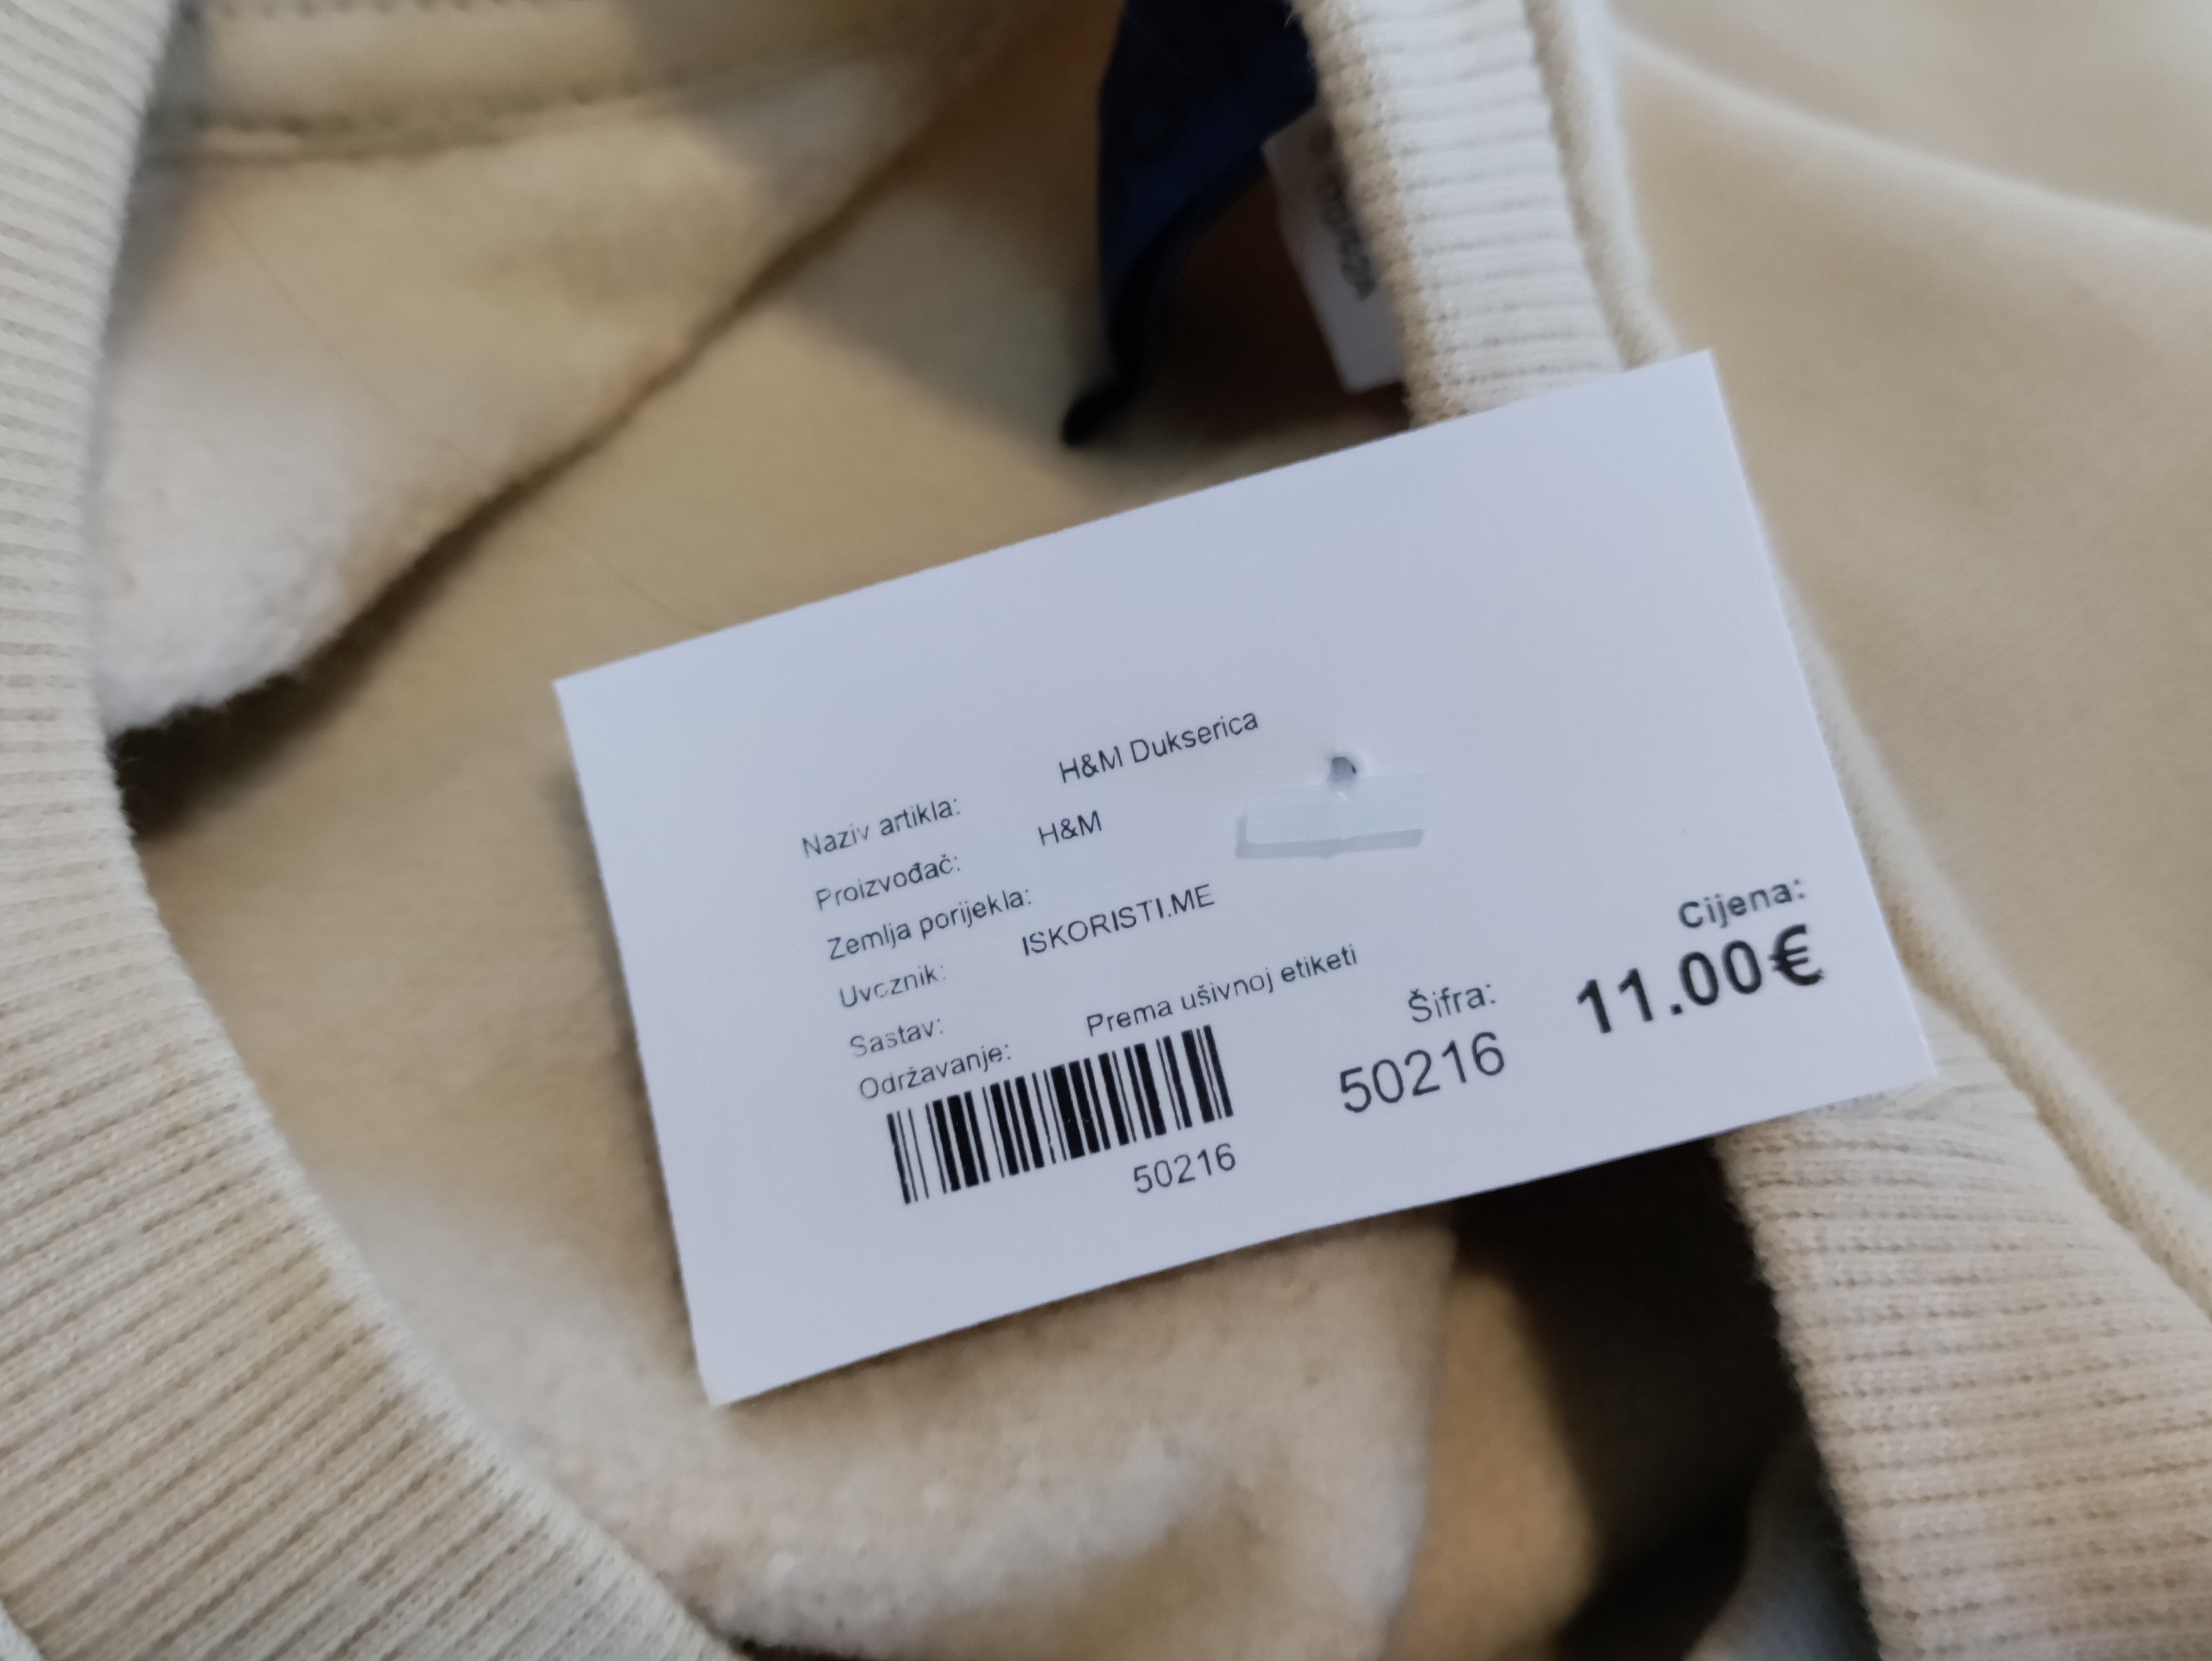 Naziv artikla: H&M Dukserica
Proizvođač: H&M
Zemlja porijekla:
Uvoznik: ISKORISTI.ME
Sastav:
Održavanje: Prema ušivnoj etiketi
Šifra: Cijena:
50216 11.00€
50216